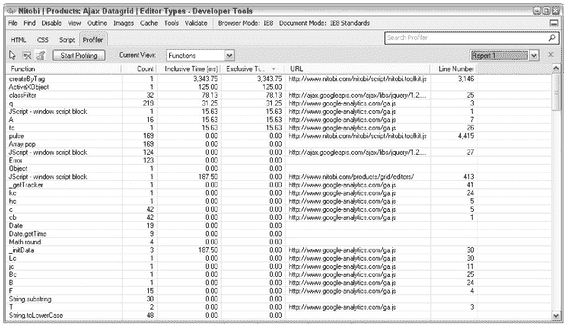 Nitobi | Products: Ajax Datagrid | Editor Types - Developer Tools
File Find Disable View Outline Images Cache Tools Validate Browser Mode: IE8 Document Mode: IE8 Standards
HTML CSS Script Profiler Search Profiler
Start Profiling Current View: Functions Report 1
Function Count Inclusive Time (ms) Exclusive Ti... URL Line Number
createByTag 1 3,343.75 3,343.75 http://www.nitobi.com/nitobi/script/nitobi.toolkit.js 3,146
ActiveXObject 1 125.00 125.00
classFilter 32 78.13 78.13 http://ajax.googleapis.com/ajax/libs/jquery/1.2.... 25
q 219 31.25 31.25 http://www.google-analytics.com/ga.js 3
JScript - window script block 1 15.63 15.63 http://www.google-analytics.com/ga.js 1
A 16 15.63 15.63 http://www.google-analytics.com/ga.js 7
tc 1 15.63 15.63 http://www.google-analytics.com/ga.js 26
pulse 169 0.00 0.00 http://www.nitobi.com/nitobi/script/nitobi.toolkit.js 4,415
Array.pop 169 0.00 0.00
JScript - window script block 124 0.00 0.00 http://ajax.googleapis.com/ajax/libs/jquery/1.2.... 27
Error 123 0.00 0.00
Object 1 0.00 0.00
JScript - window script block 1 187.50 0.00 http://www.nitobi.com/products/grid/editors/ 413
_getTracker 1 0.00 0.00 http://www.google-analytics.com/ga.js 41
kc 1 0.00 0.00 http://www.google-analytics.com/ga.js 24
hc 1 0.00 0.00 http://www.google-analytics.com/ga.js 5
c 42 0.00 0.00 http://www.google-analytics.com/ga.js 5
cb 42 0.00 0.00 http://www.google-analytics.com/ga.js 1
Date 19 0.00 0.00
Date.getTime 9 0.00 0.00
Math.round 4 0.00 0.00
_initData 3 187.50 0.00 http://www.google-analytics.com/ga.js 30
Lc 1 0.00 0.00 http://www.google-analytics.com/ga.js 30
jc 1 0.00 0.00 http://www.google-analytics.com/ga.js 11
Bc 1 0.00 0.00 http://www.google-analytics.com/ga.js 25
B 1 0.00 0.00 http://www.google-analytics.com/ga.js 24
F 15 0.00 0.00 http://www.google-analytics.com/ga.js 4
String.substring 30 0.00 0.00
T 2 0.00 0.00 http://www.google-analytics.com/ga.js 3
String.toLowerCase 48 0.00 0.00